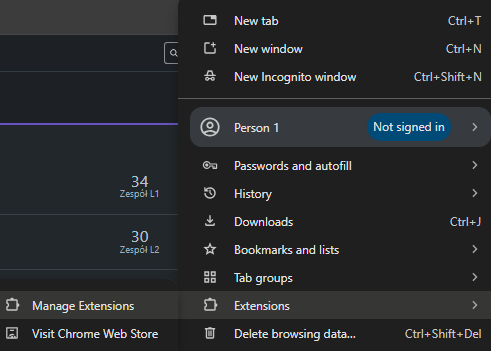 New tab Ctrl+T
New window Ctrl+N
New Incognito window Ctrl+Shift+N
Person 1 Not signed in
Passwords and autofill
History
Downloads Ctrl+J
Bookmarks and lists
Tab groups
Extensions
Delete browsing data... Ctrl+Shift+Del
34
Zespół L1
30
Zespół L2
Manage Extensions
Visit Chrome Web Store